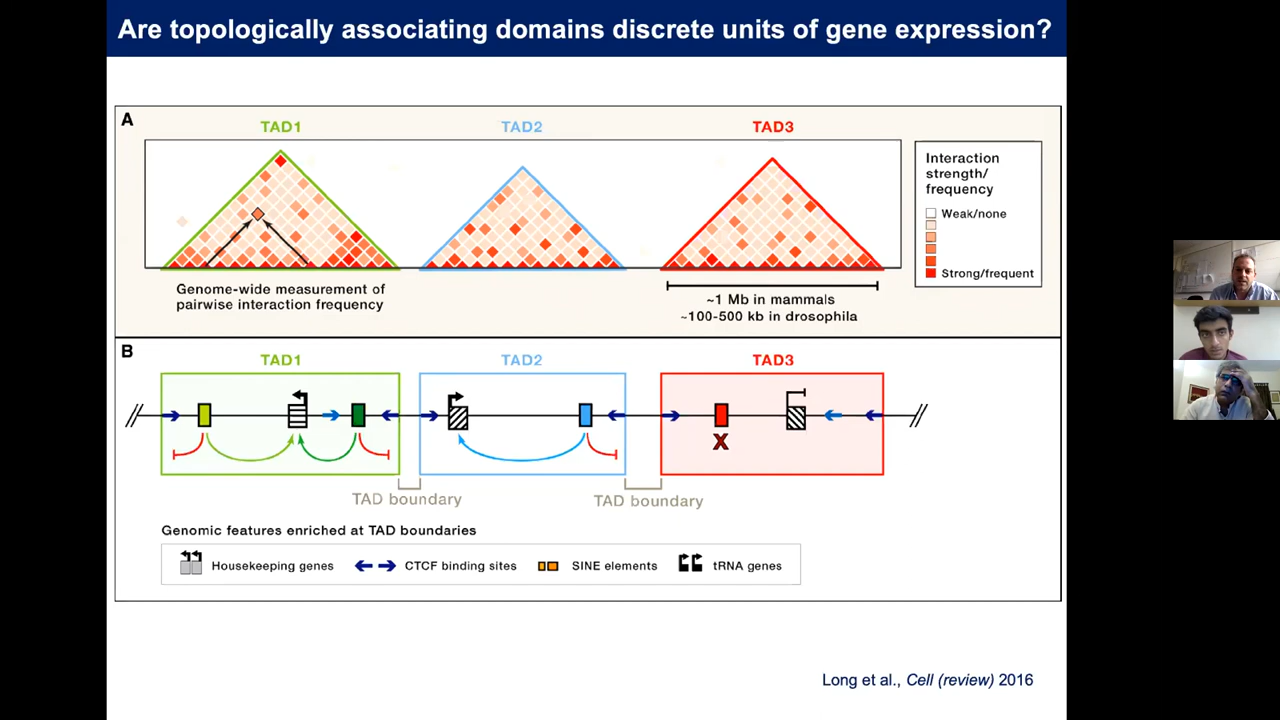 Are topologically associating domains discrete units of gene expression?
A
TAD1
TAD2
TAD3
Interaction
strength/
frequency
Weak/none
Strong/frequent
Genome-wide measurement of
pairwise interaction frequency
~1 Mb in mammals
~100-500 kb in drosophila
B
TAD1
TAD2
TAD3
X
TAD boundary
TAD boundary
Genomic features enriched at TAD boundaries
Housekeeping genes
CTCF binding sites
SINE elements
tRNA genes
Long et al., Cell (review) 2016